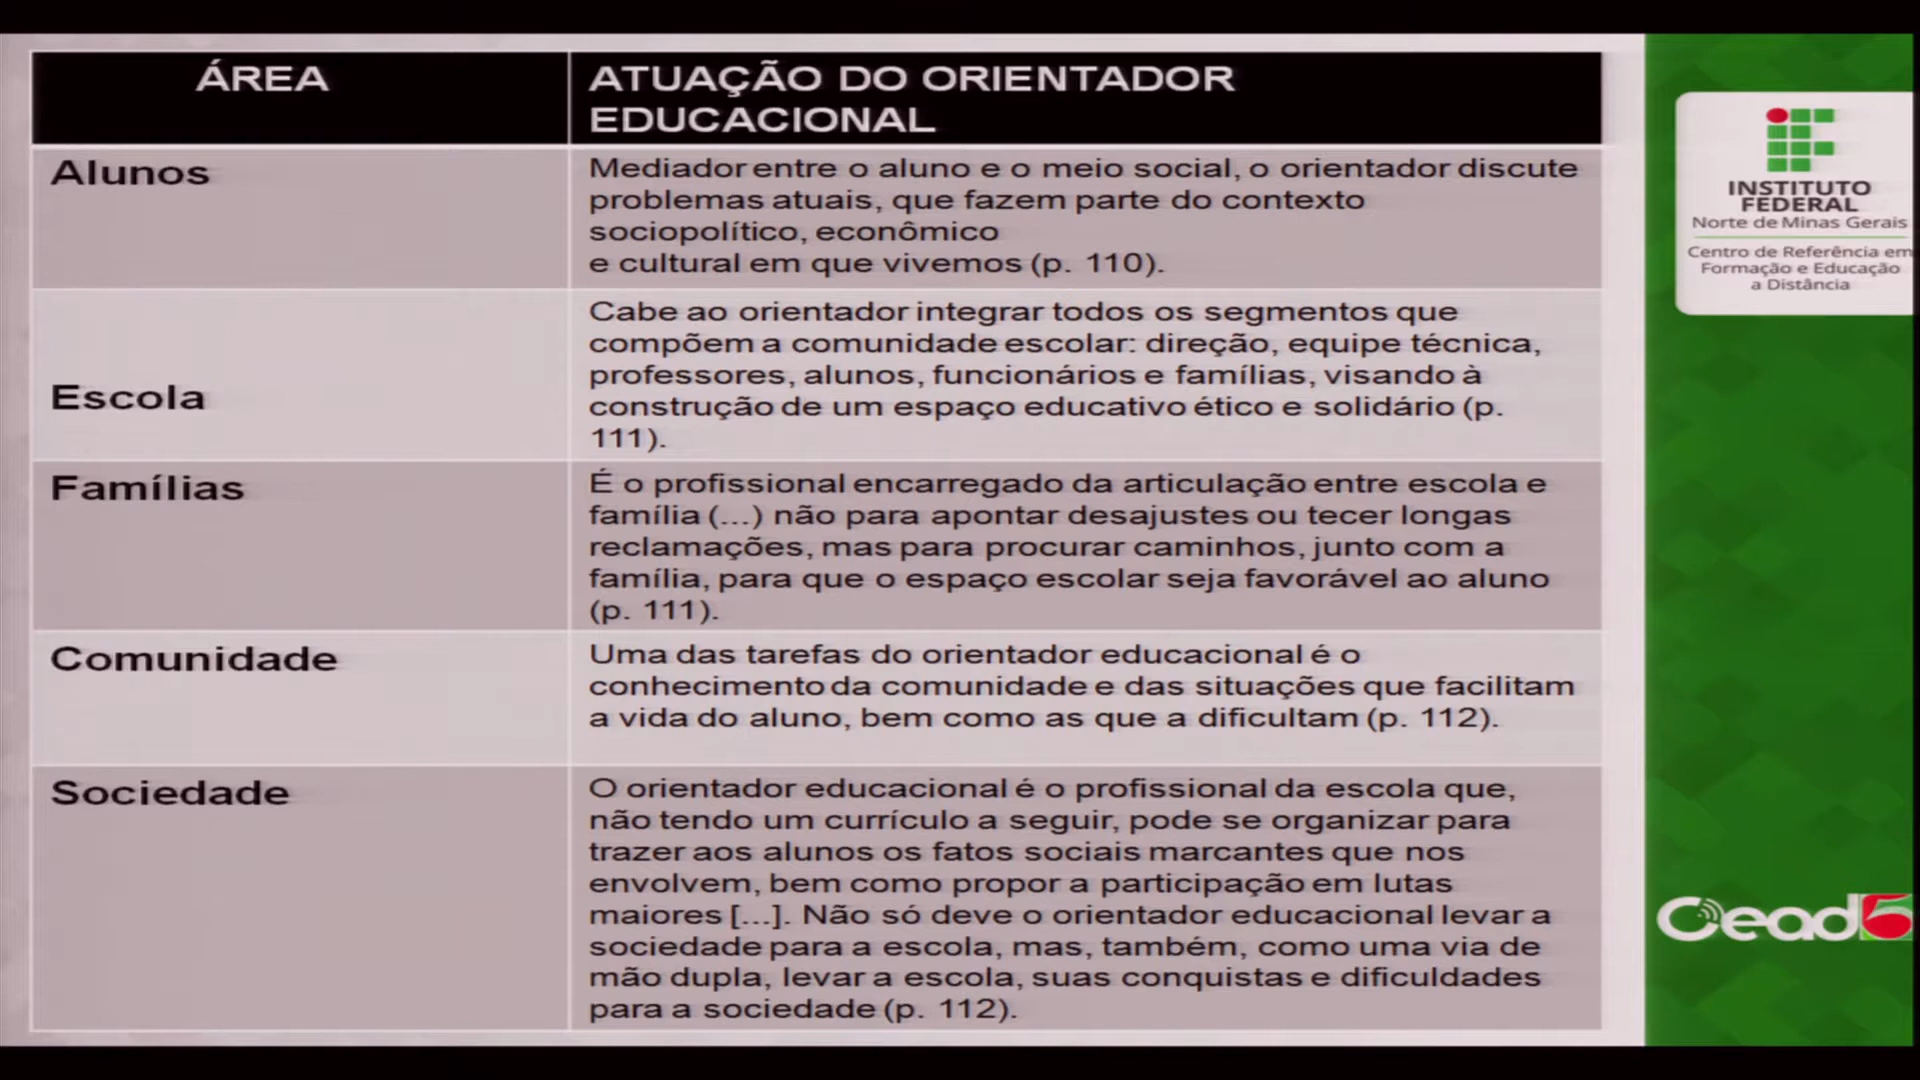 ÁREA
ATUAÇÃO DO ORIENTADOR
EDUCACIONAL
Alunos
Mediador entre o aluno e o meio social, o orientador discute
problemas atuais, que fazem parte do contexto
sociopolítico, econômico
e cultural em que vivemos (p. 110).
Escola
Cabe ao orientador integrar todos os segmentos que
compõem a comunidade escolar: direção, equipe técnica,
professores, alunos, funcionários e famílias, visando à
construção de um espaço educativo ético e solidário (p.
111).
Famílias
É o profissional encarregado da articulação entre escola e
família (...) não para apontar desajustes ou tecer longas
reclamações, mas para procurar caminhos, junto com a
família, para que o espaço escolar seja favorável ao aluno
(p. 111).
Comunidade
Uma das tarefas do orientador educacional é o
conhecimento da comunidade e das situações que facilitam
a vida do aluno, bem como as que a dificultam (p. 112).
Sociedade
O orientador educacional é o profissional da escola que,
não tendo um currículo a seguir, pode se organizar para
trazer aos alunos os fatos sociais marcantes que nos
envolvem, bem como propor a participação em lutas
maiores [...]. Não só deve o orientador educacional levar a
sociedade para a escola, mas, também, como uma via de
mão dupla, levar a escola, suas conquistas e dificuldades
para a sociedade (p. 112).
INSTITUTO
FEDERAL
Norte de Minas Gerais
Centro de Referência em
Formação e Educação
a Distância
Cead5